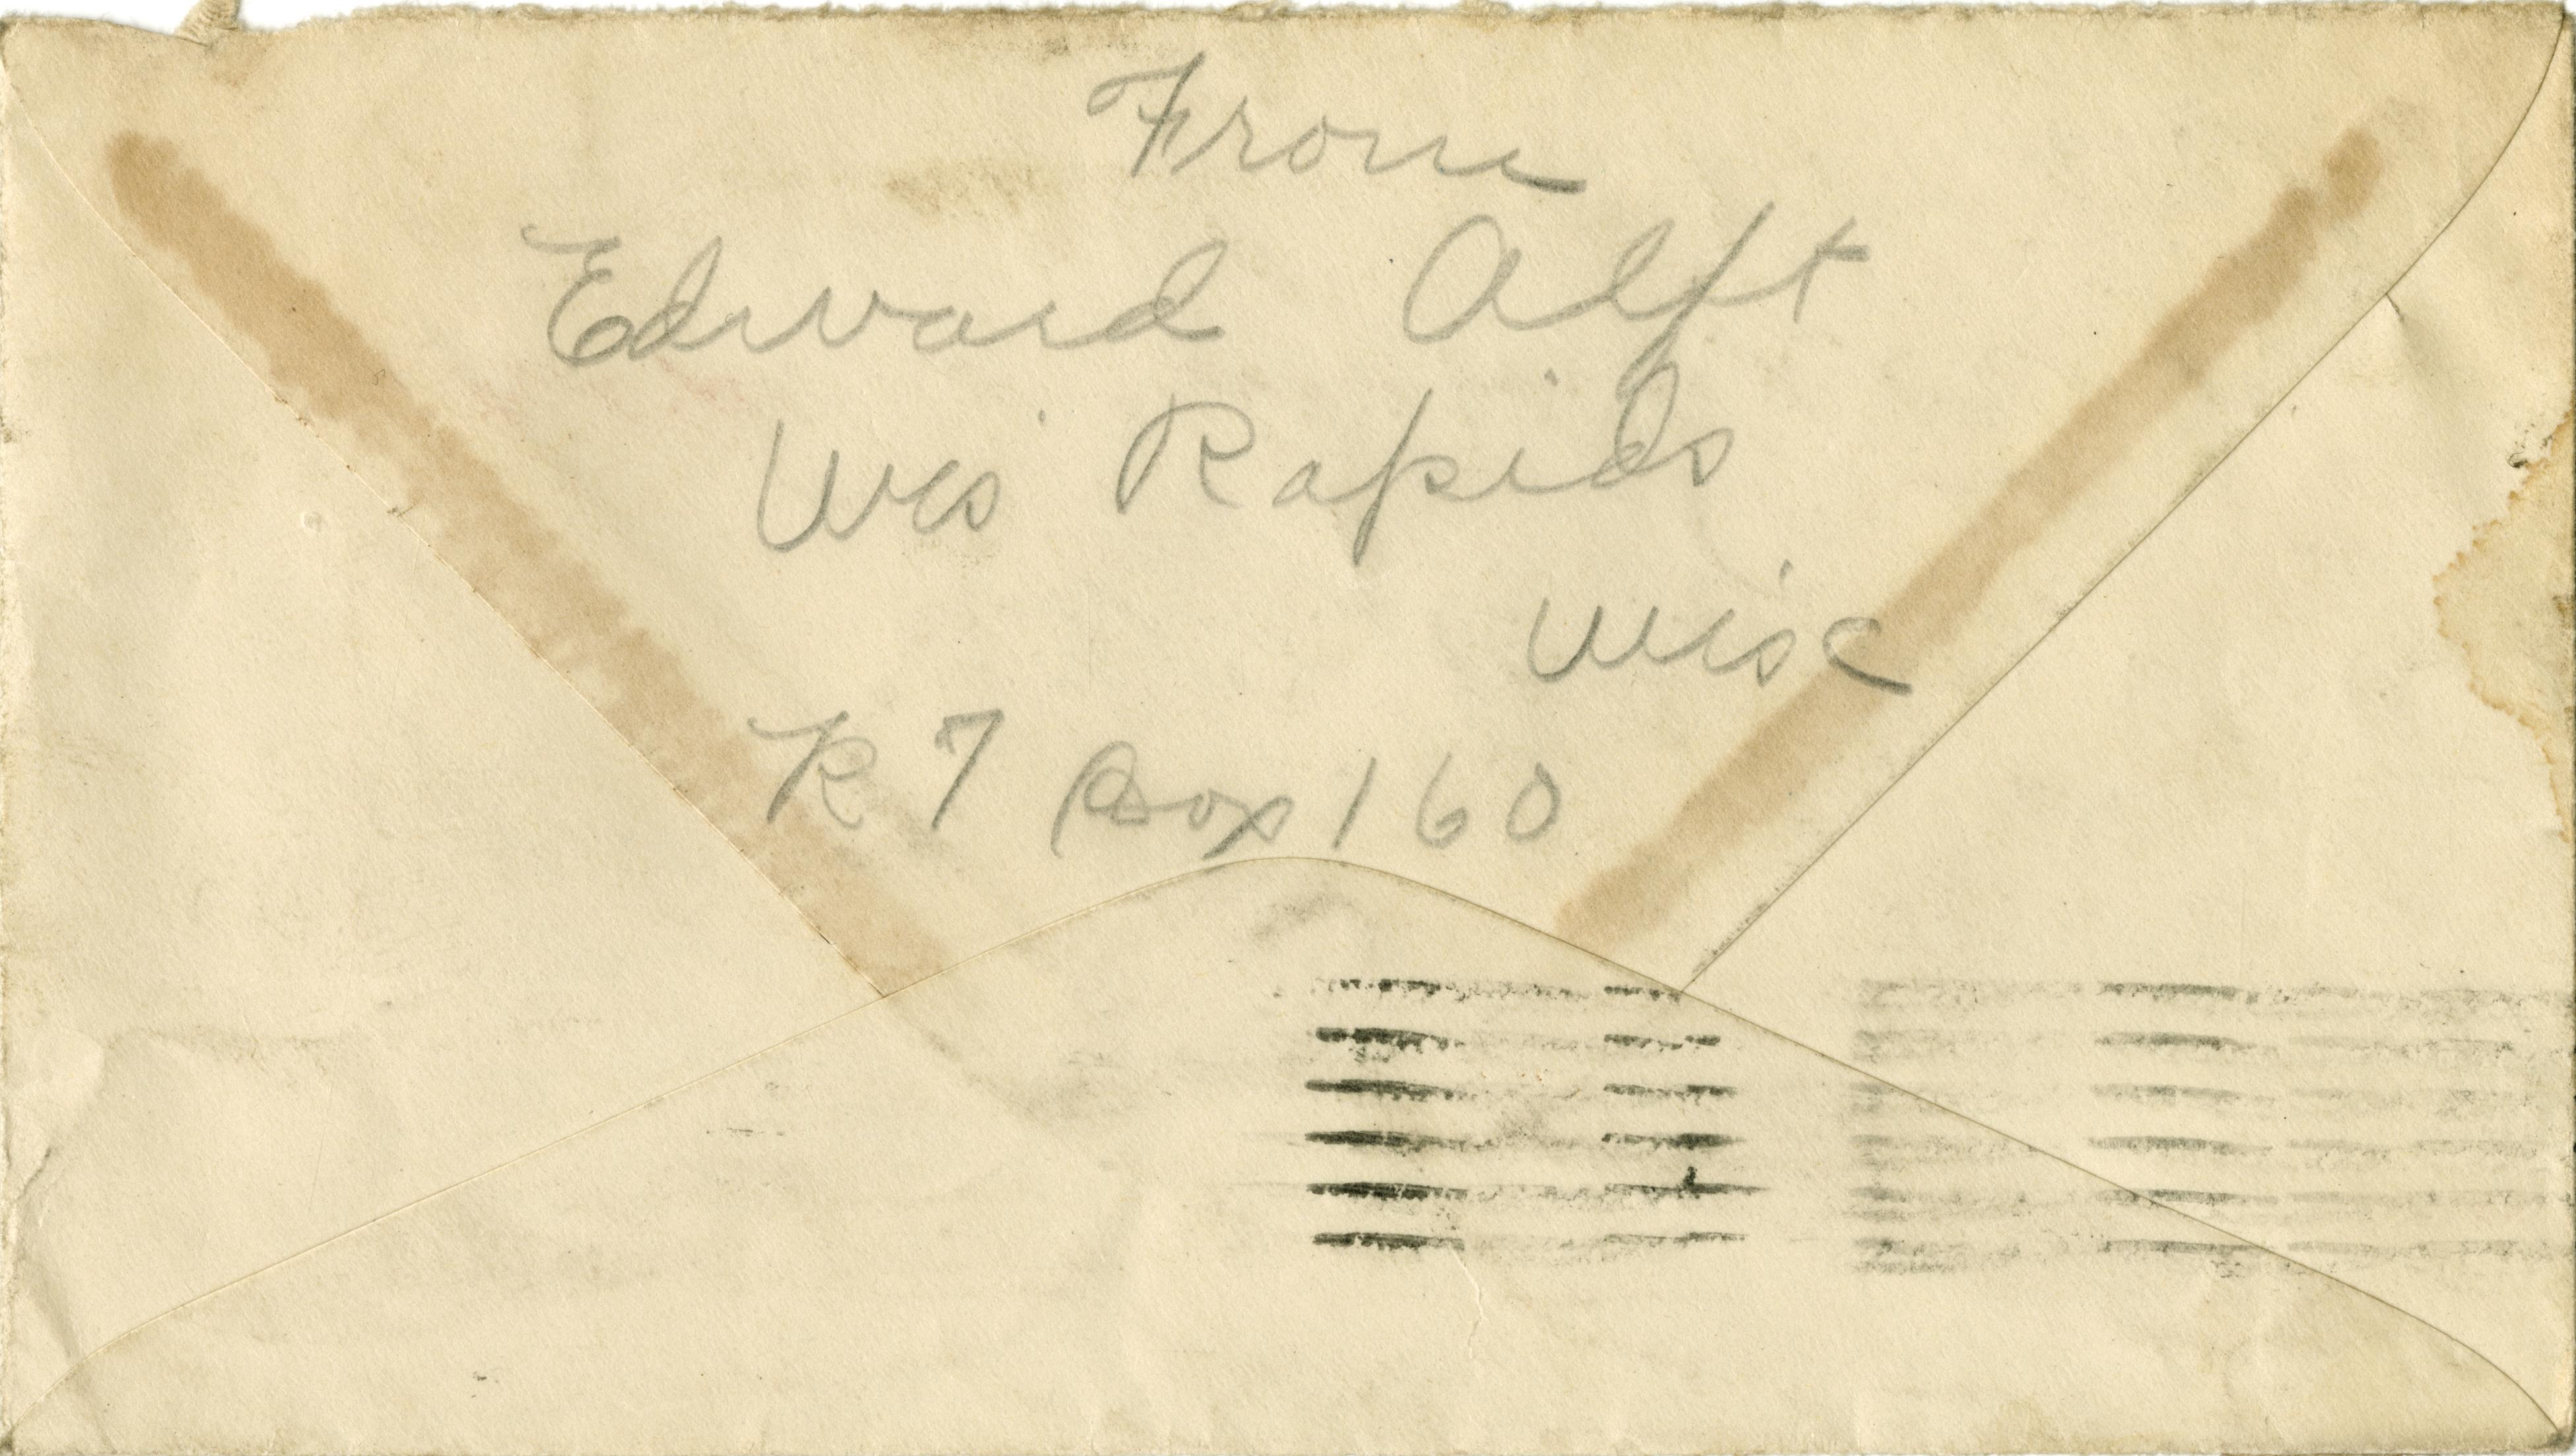 From
Edward Alft
Wis Rapids
Wisc
R 7 Box 160